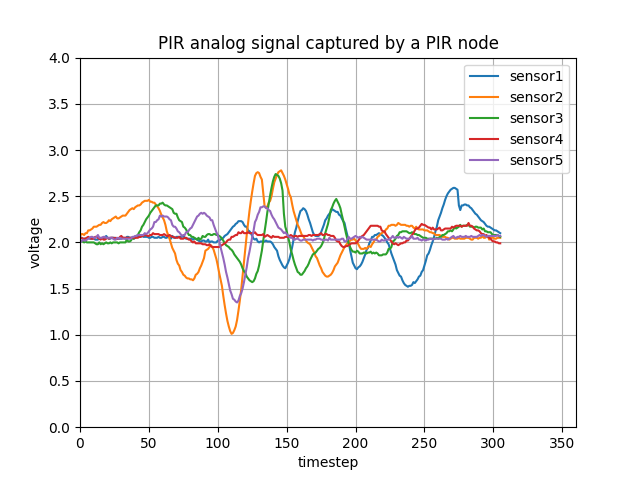 PIR analog signal captured by a PIR node
4.0
3.5
3.0
2.5
2.0
1.5
1.0
0.5
0.0
voltage
sensor1
sensor2
sensor3
sensor4
sensor5
0 50 100 150 200 250 300 350
timestep